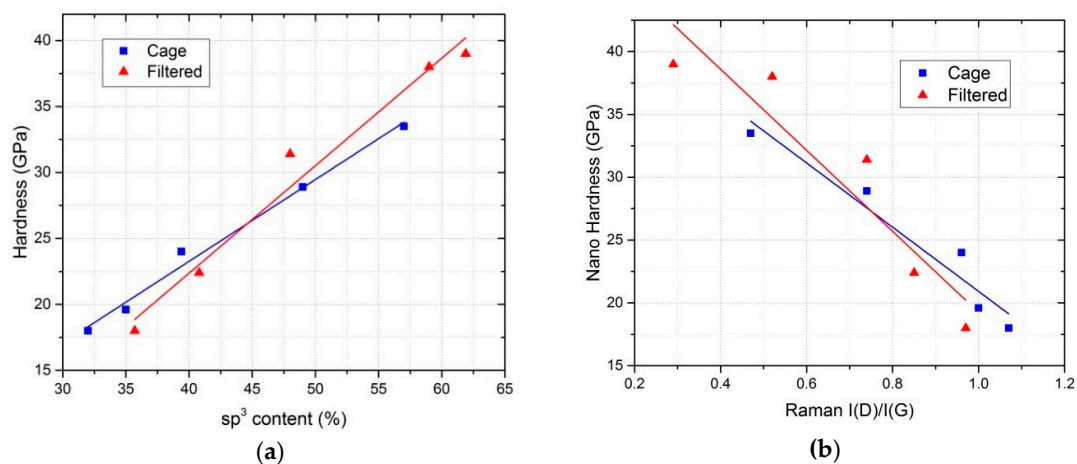 Cage
Filtered
Hardness (GPa)
40
35
30
25
20
15
30 35 40 45 50 55 60 65
sp³ content (%)
(a)
Cage
Filtered
Nano Hardness (GPa)
40
35
30
25
20
15
0.2 0.4 0.6 0.8 1.0 1.2
Raman I(D)/I(G)
(b)